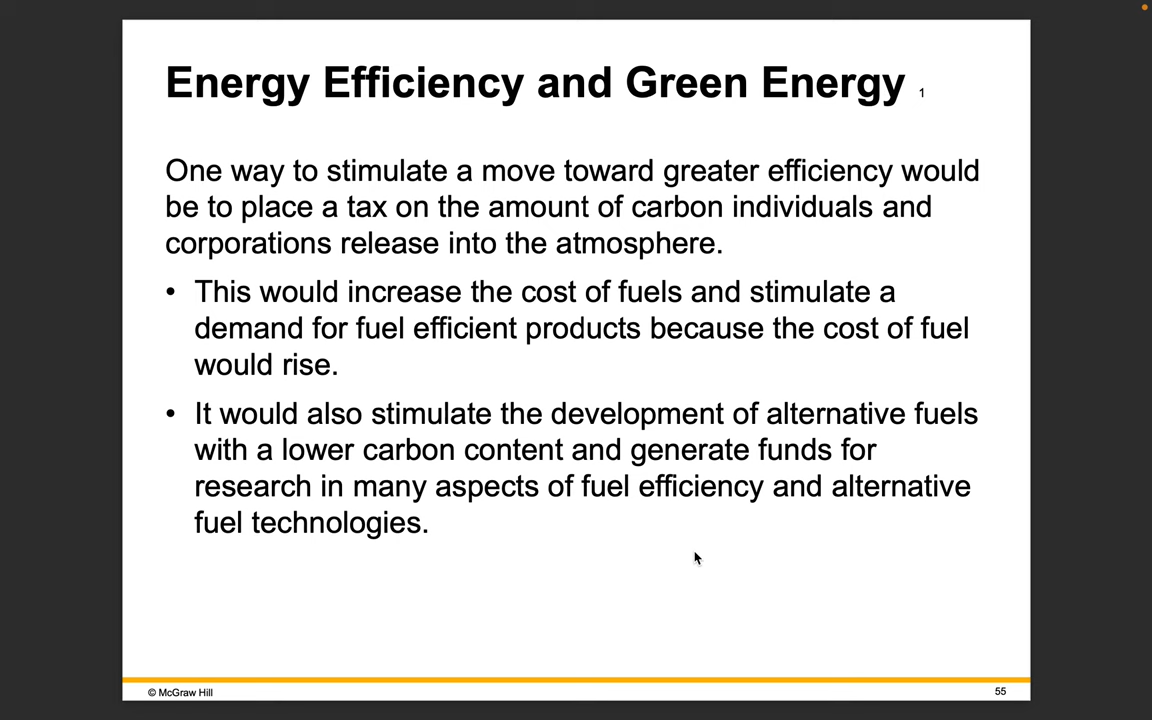 Energy Efficiency and Green Energy 1
One way to stimulate a move toward greater efficiency would
be to place a tax on the amount of carbon individuals and
corporations release into the atmosphere.
• This would increase the cost of fuels and stimulate a
demand for fuel efficient products because the cost of fuel
would rise.
• It would also stimulate the development of alternative fuels
with a lower carbon content and generate funds for
research in many aspects of fuel efficiency and alternative
fuel technologies.
© McGraw Hill
55